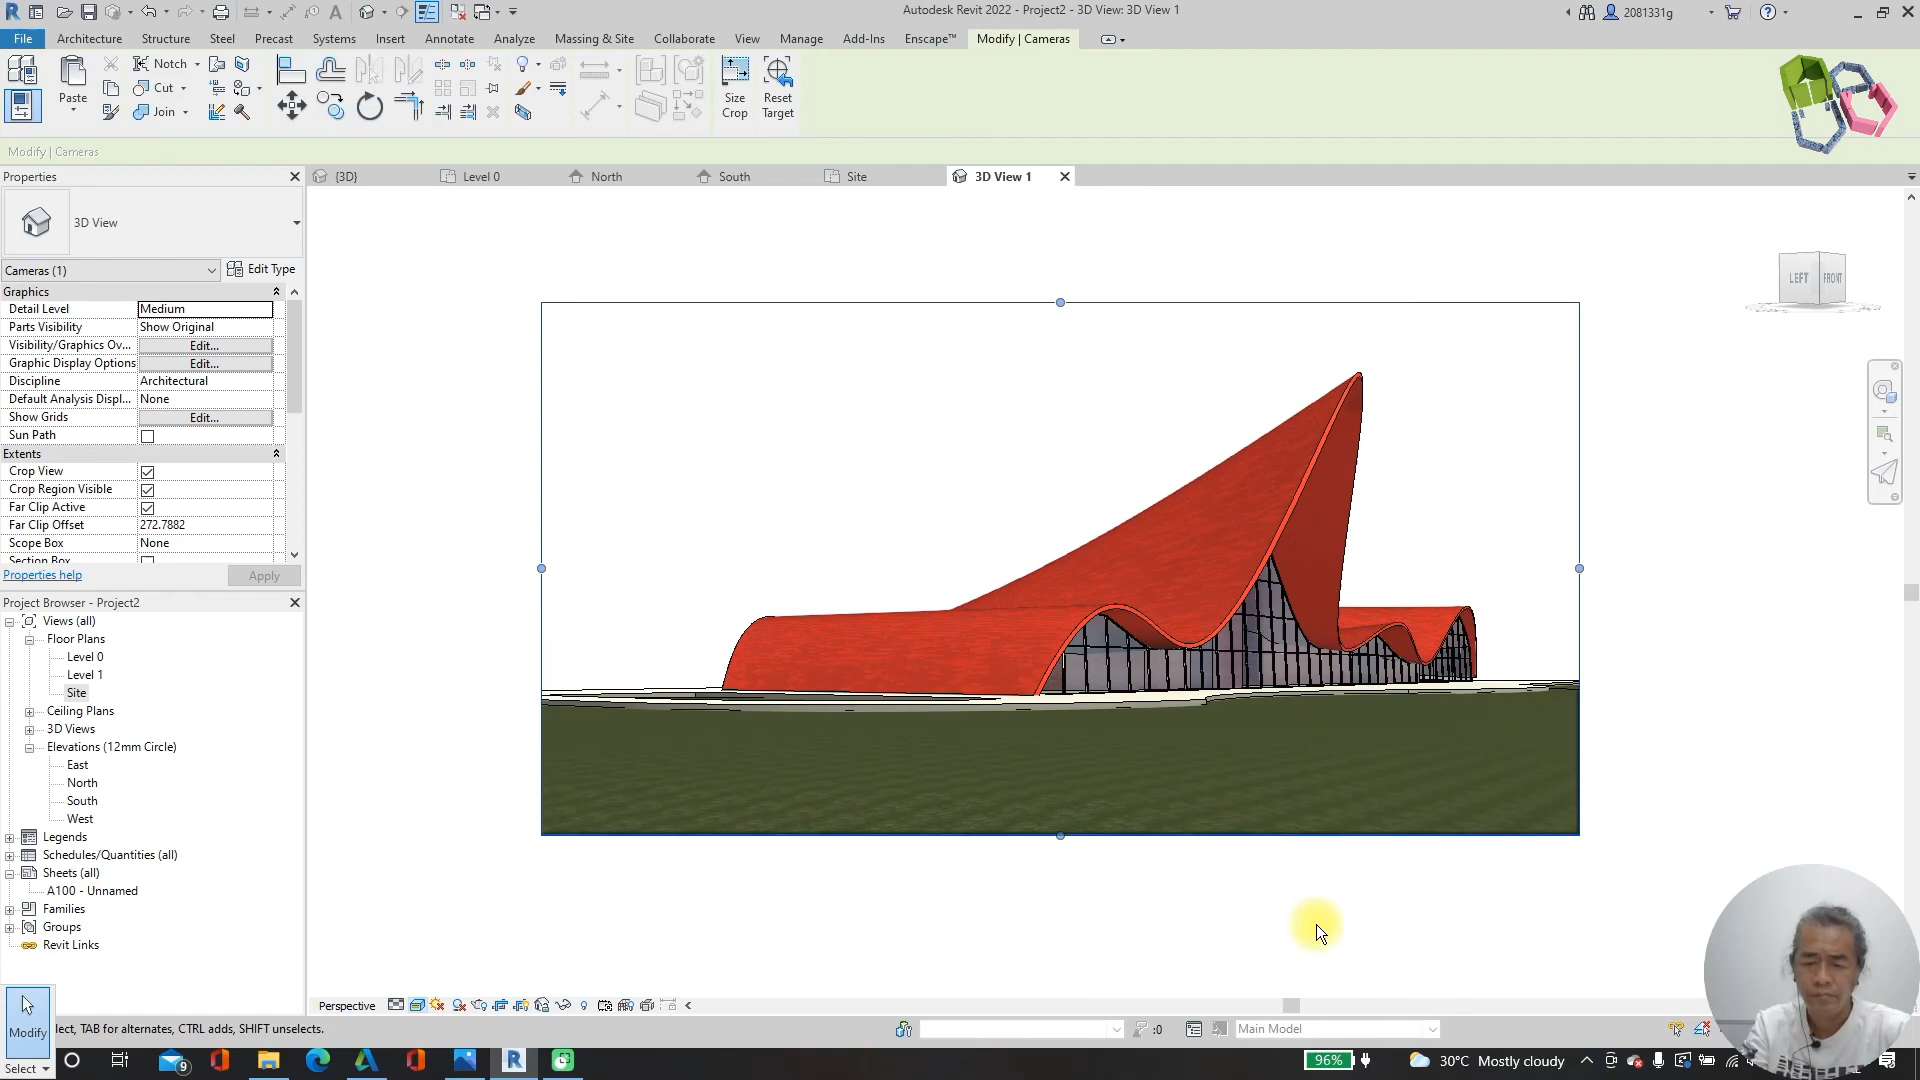 Autodesk Revit 2022 - Project2 - 3D View: 3D View 1
2081331g
File Architecture Structure Steel Precast Systems Insert Annotate Analyze Massing & Site Collaborate View Manage Add-Ins Enscape™ Modify | Cameras
Paste
Notch
Cut
Join
Size Crop
Reset Target
Modify | Cameras
Properties
{3D} Level 0 North South Site 3D View 1
3D View
Cameras (1) Edit Type
Graphics
Detail Level Medium
Parts Visibility Show Original
Visibility/Graphics Ov... Edit...
Graphic Display Options Edit...
Discipline Architectural
Default Analysis Displ... None
Show Grids Edit...
Sun Path
Extents
Crop View
Crop Region Visible
Far Clip Active
Far Clip Offset 272.7882
Scope Box None
Section Box
Properties help Apply
Project Browser - Project2
Views (all)
Floor Plans
Level 0
Level 1
Site
Ceiling Plans
3D Views
Elevations (12mm Circle)
East
North
South
West
Legends
Schedules/Quantities (all)
Sheets (all)
A100 - Unnamed
Families
Groups
Revit Links
LEFT FRONT
Perspective
Modify
Select
lect, TAB for alternates, CTRL adds, SHIFT unselects.
:0
Main Model
9
96%
30°C Mostly cloudy